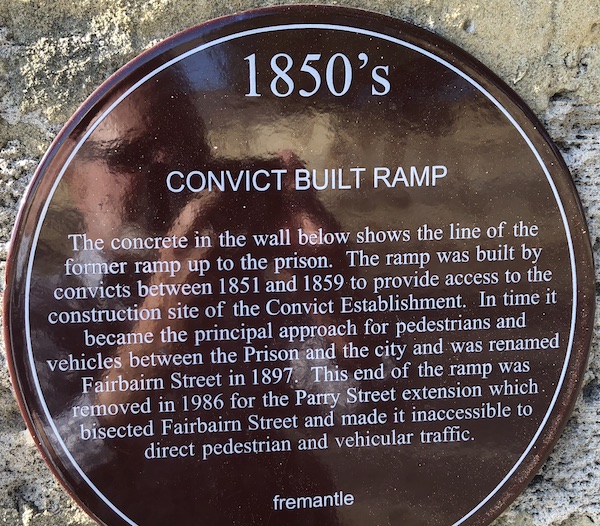 1850's
CONVICT BUILT RAMP
The concrete in the wall below shows the line of the
former ramp up to the prison. The ramp was built by
convicts between 1851 and 1859 to provide access to the
construction site of the Convict Establishment. In time it
became the principal approach for pedestrians and
vehicles between the Prison and the city and was renamed
Fairbairn Street in 1897. This end of the ramp was
removed in 1986 for the Parry Street extension which
bisected Fairbairn Street and made it inaccessible to
direct pedestrian and vehicular traffic.
fremantle